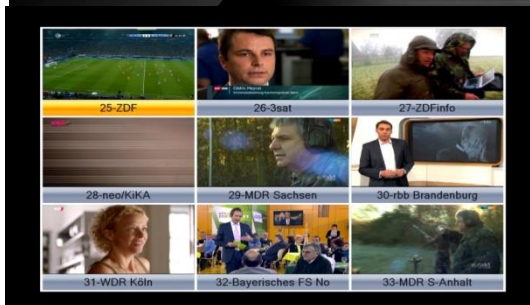 25-ZDF
26-3sat
27-ZDFinfo
28-neo/KiKA
29-MDR Sachsen
30-rbb Brandenburg
31-WDR Köln
32-Bayerisches FS No
33-MDR S-Anhalt